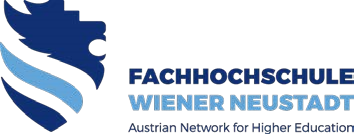 FACHHOCHSCHULE
WIENER NEUSTADT
Austrian Network for Higher Education